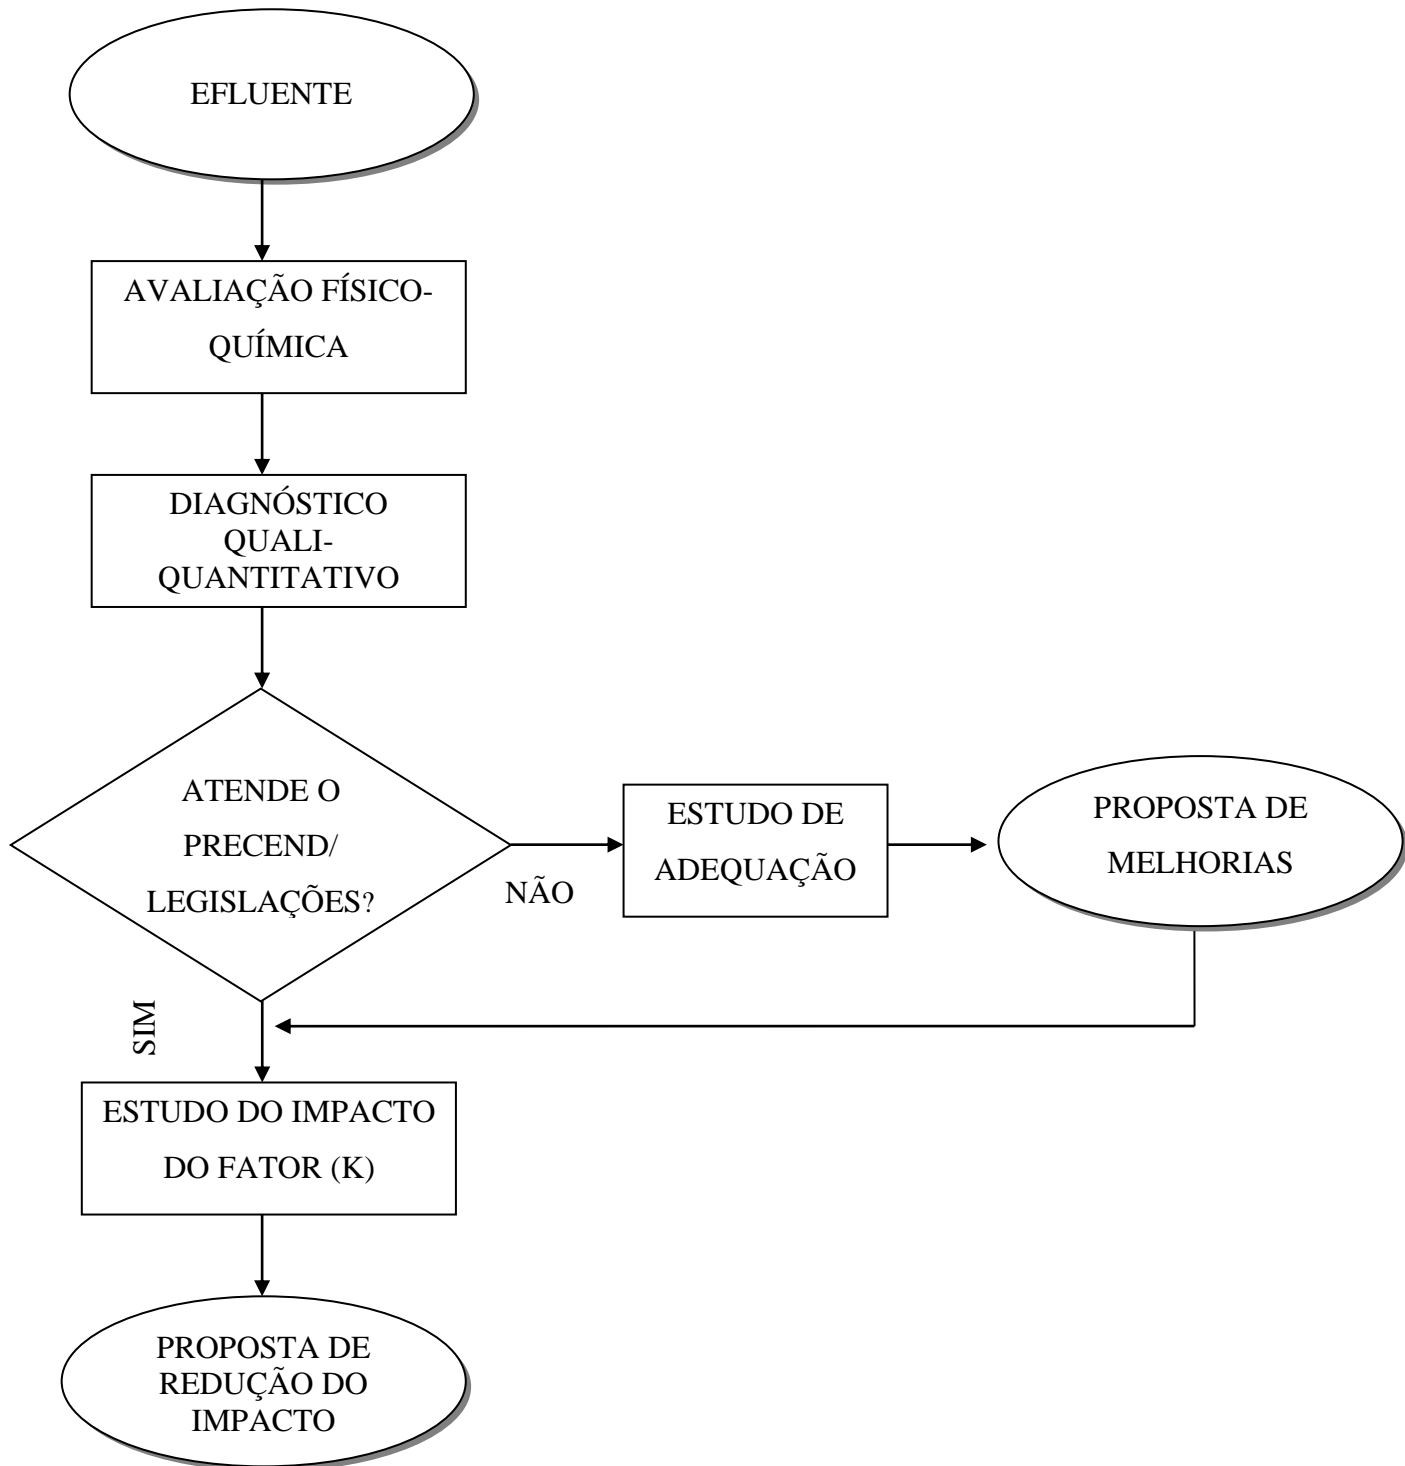 EFLUENTE
AVALIAÇÃO FÍSICO-
QUÍMICA
DIAGNÓSTICO
QUALI-
QUANTITATIVO
ATENDE O
PRECEND/
LEGISLAÇÕES?
NÃO
ESTUDO DE
ADEQUAÇÃO
PROPOSTA DE
MELHORIAS
SIM
ESTUDO DO IMPACTO
DO FATOR (K)
PROPOSTA DE
REDUÇÃO DO
IMPACTO